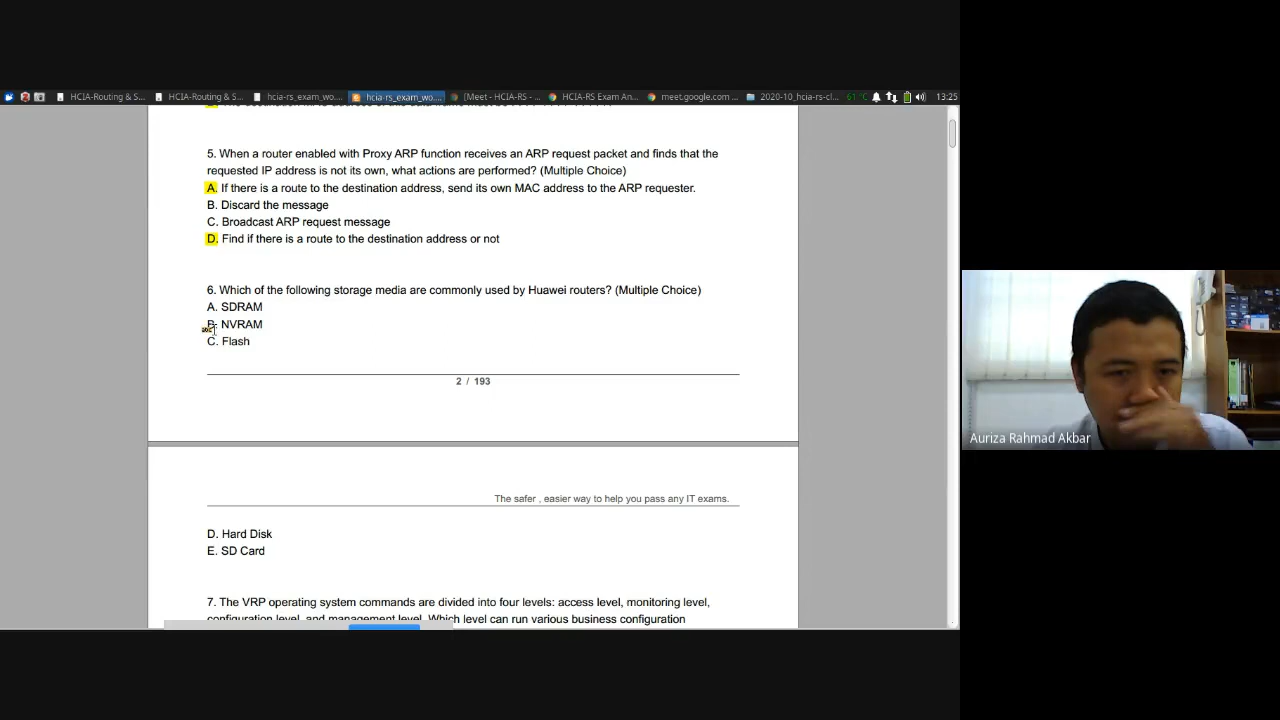 HCIA-Routing & S...
HCIA-Routing & S...
hcia-rs_exam_wo....
hcia-rs_exam_wo....
[Meet - HCIA-RS - ...
HCIA-RS Exam An...
meet.google.com ...
2020-10_hcia-rs-cl...
61°C
13:25
5. When a router enabled with Proxy ARP function receives an ARP request packet and finds that the
requested IP address is not its own, what actions are performed? (Multiple Choice)
A. If there is a route to the destination address, send its own MAC address to the ARP requester.
B. Discard the message
C. Broadcast ARP request message
D. Find if there is a route to the destination address or not
6. Which of the following storage media are commonly used by Huawei routers? (Multiple Choice)
A. SDRAM
B. NVRAM
C. Flash
2 / 193
The safer , easier way to help you pass any IT exams.
D. Hard Disk
E. SD Card
7. The VRP operating system commands are divided into four levels: access level, monitoring level,
configuration level, and management level. Which level can run various business configuration
Auriza Rahmad Akbar